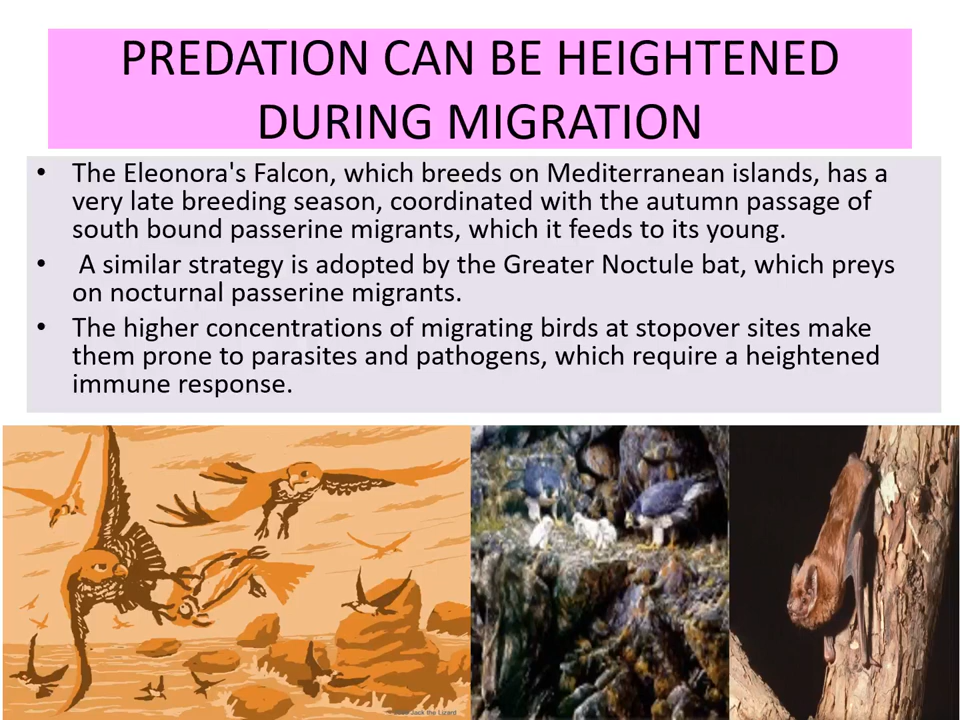 PREDATION CAN BE HEIGHTENED
DURING MIGRATION
• The Eleonora's Falcon, which breeds on Mediterranean islands, has a
very late breeding season, coordinated with the autumn passage of
south bound passerine migrants, which it feeds to its young.
• A similar strategy is adopted by the Greater Noctule bat, which preys
on nocturnal passerine migrants.
• The higher concentrations of migrating birds at stopover sites make
them prone to parasites and pathogens, which require a heightened
immune response.
Jack the Lizard